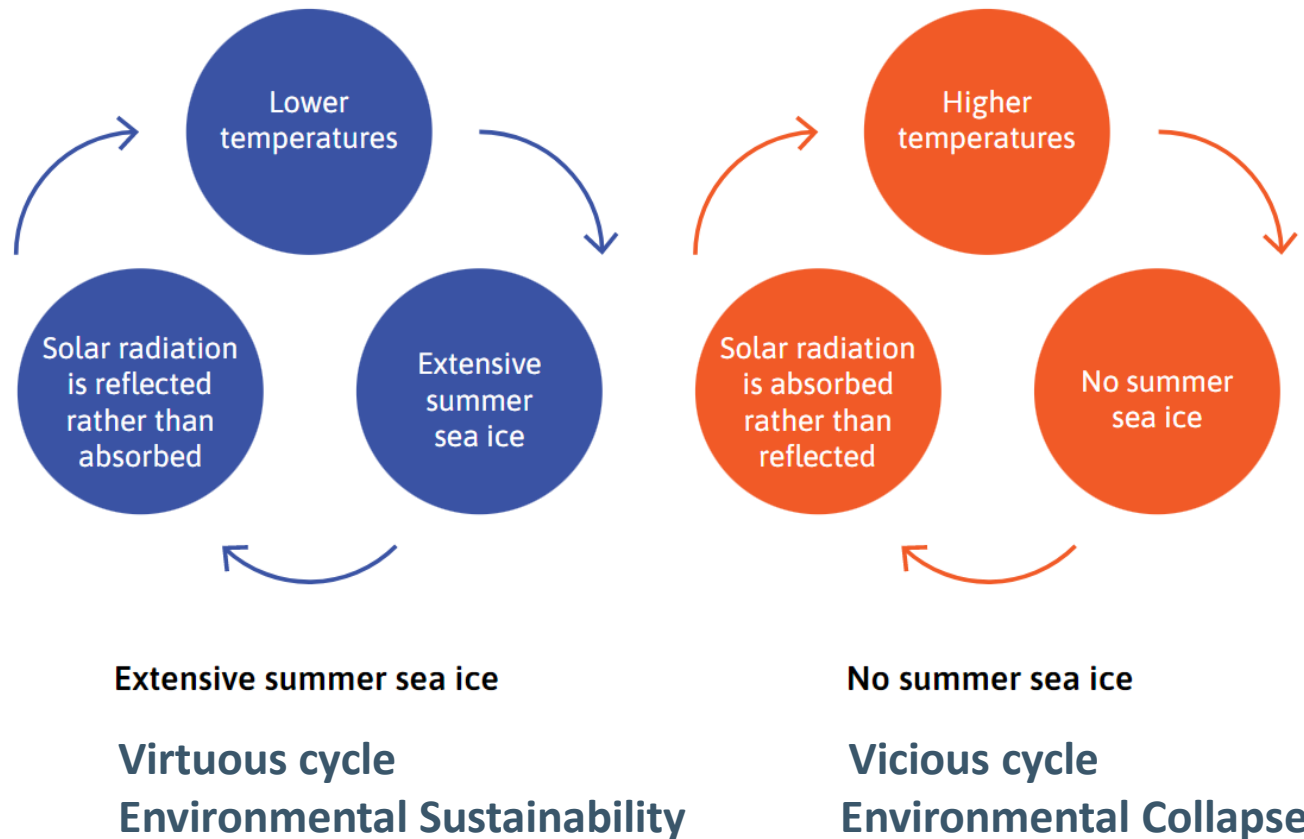 Lower
temperatures
Solar radiation
is reflected
rather than
absorbed
Extensive
summer
sea ice
Higher
temperatures
Solar radiation
is absorbed
rather than
reflected
No summer
sea ice
Extensive summer sea ice
Virtuous cycle
Environmental Sustainability
No summer sea ice
Vicious cycle
Environmental Collapse